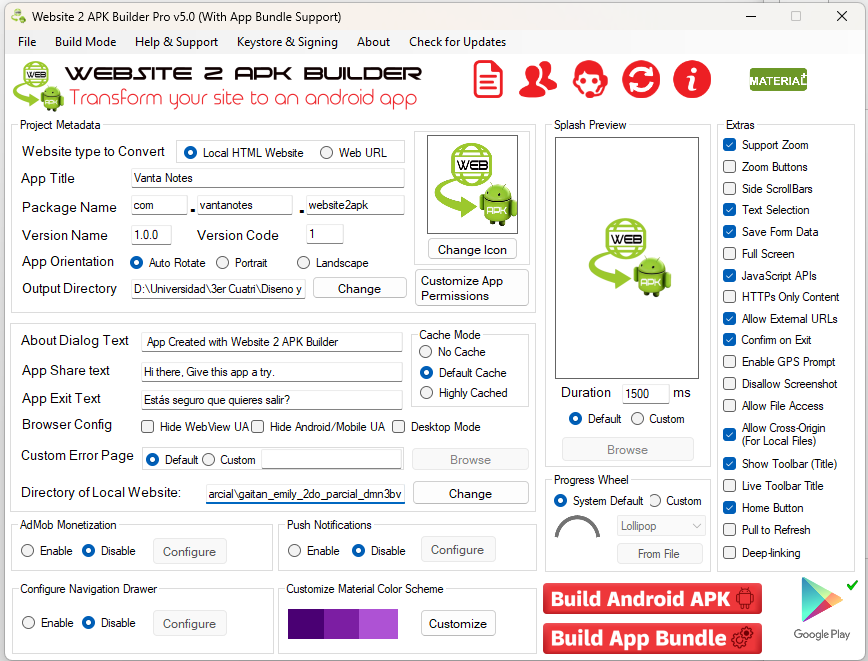 Website 2 APK Builder Pro v5.0 (With App Bundle Support)
File Build Mode Help & Support Keystore & Signing About Check for Updates
WEB
APK
WEBSITE 2 APK BUILDER
Transform your site to an android app
MATERIAL
Project Metadata
Website type to Convert Local HTML Website Web URL
App Title Vanta Notes
Package Name com . vantanotes . website2apk
Version Name 1.0.0 Version Code 1
App Orientation Auto Rotate Portrait Landscape
Output Directory D:\Universidad\3er Cuatri\Diseno y Change
WEB
APK
Change Icon
Customize App
Permissions
About Dialog Text App Created with Website 2 APK Builder
App Share text Hi there, Give this app a try.
App Exit Text Estás seguro que quieres salir?
Cache Mode
No Cache
Default Cache
Highly Cached
Browser Config Hide WebView UA Hide Android/Mobile UA Desktop Mode
Custom Error Page Default Custom Browse
Directory of Local Website: arcial\gaitan_emily_2do_parcial_dmn3bv Change
AdMob Monetization
Enable Disable Configure
Push Notifications
Enable Disable Configure
Configure Navigation Drawer
Enable Disable Configure
Customize Material Color Scheme
Customize
Splash Preview
WEB
APK
Duration 1500 ms
Default Custom
Browse
Progress Wheel
System Default Custom
Lollipop
From File
Extras
Support Zoom
Zoom Buttons
Side ScrollBars
Text Selection
Save Form Data
Full Screen
JavaScript APIs
HTTPs Only Content
Allow External URLs
Confirm on Exit
Enable GPS Prompt
Disallow Screenshot
Allow File Access
Allow Cross-Origin
(For Local Files)
Show Toolbar (Title)
Live Toolbar Title
Home Button
Pull to Refresh
Deep-linking
Build Android APK
Build App Bundle
Google Play